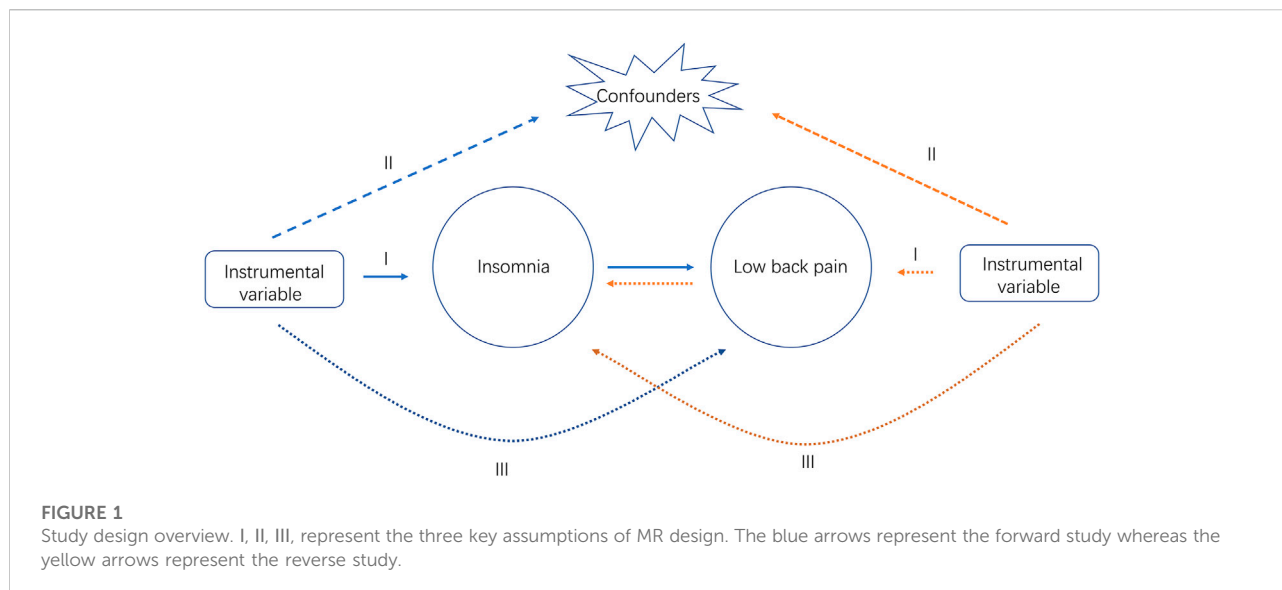 Confounders
II
II
I
Instrumental
variable
Insomnia
Low back pain
I
Instrumental
variable
III
III
FIGURE 1
Study design overview. I, II, III, represent the three key assumptions of MR design. The blue arrows represent the forward study whereas the
yellow arrows represent the reverse study.